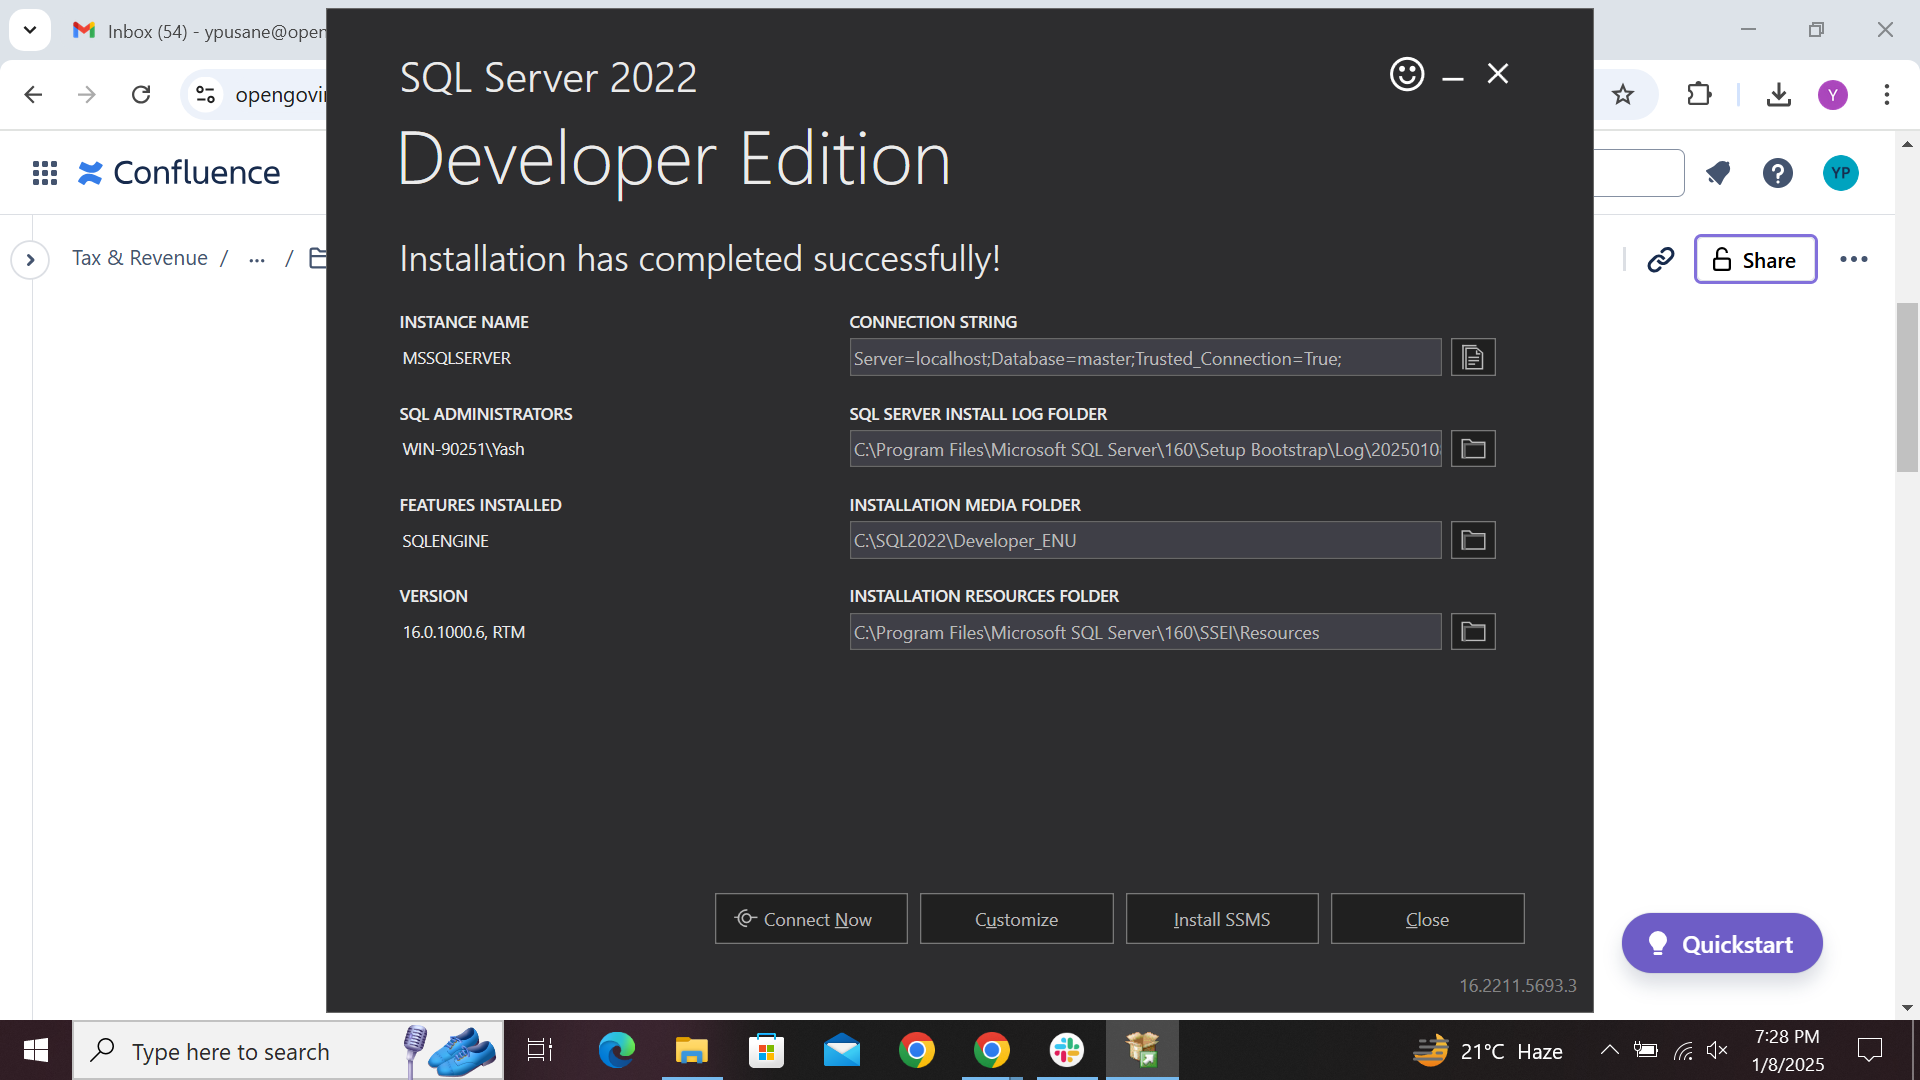 Inbox (54) - ypusane@open
opengovi
Y
Confluence
YP
Tax & Revenue / ... /
Share
SQL Server 2022
Developer Edition
Installation has completed successfully!
INSTANCE NAME
MSSQLSERVER
CONNECTION STRING
Server=localhost;Database=master;Trusted_Connection=True;
SQL ADMINISTRATORS
WIN-90251\Yash
SQL SERVER INSTALL LOG FOLDER
C:\Program Files\Microsoft SQL Server\160\Setup Bootstrap\Log\2025010
FEATURES INSTALLED
SQLENGINE
INSTALLATION MEDIA FOLDER
C:\SQL2022\Developer_ENU
VERSION
16.0.1000.6, RTM
INSTALLATION RESOURCES FOLDER
C:\Program Files\Microsoft SQL Server\160\SSEI\Resources
Connect Now
Customize
Install SSMS
Close
16.2211.5693.3
Quickstart
Type here to search
21°C Haze
7:28 PM
1/8/2025